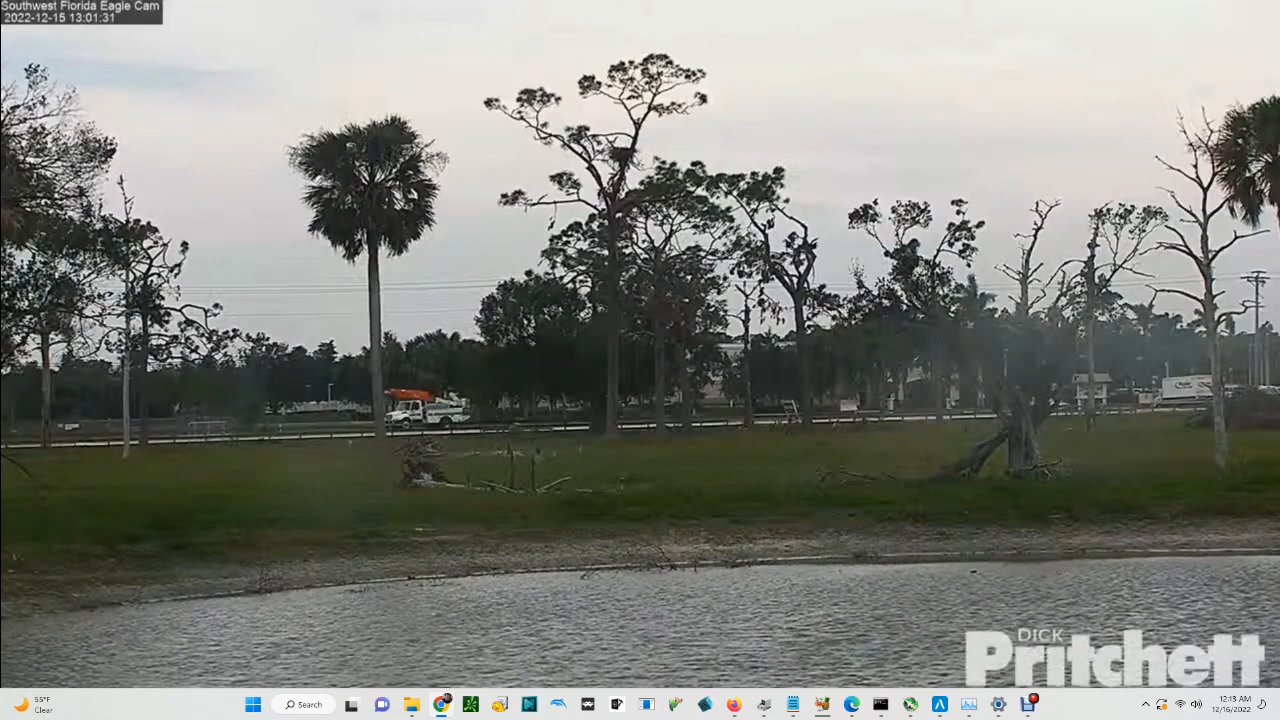 Southwest Florida Eagle Cam
2022-12-15 13:01:31
DICK
Pritchett
55°F
Clear
Search
12:13 AM
12/16/2022